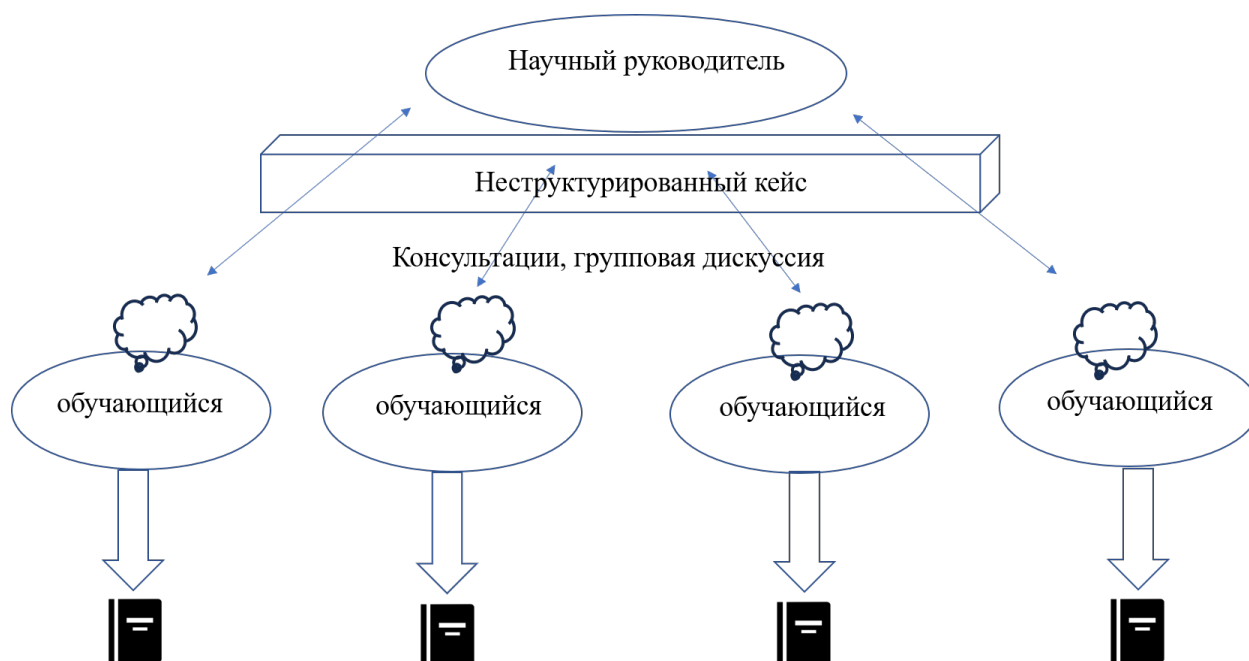 Научный руководитель
Неструктурированный кейс
Консультации, групповая дискуссия
обучающийся
обучающийся
обучающийся
обучающийся